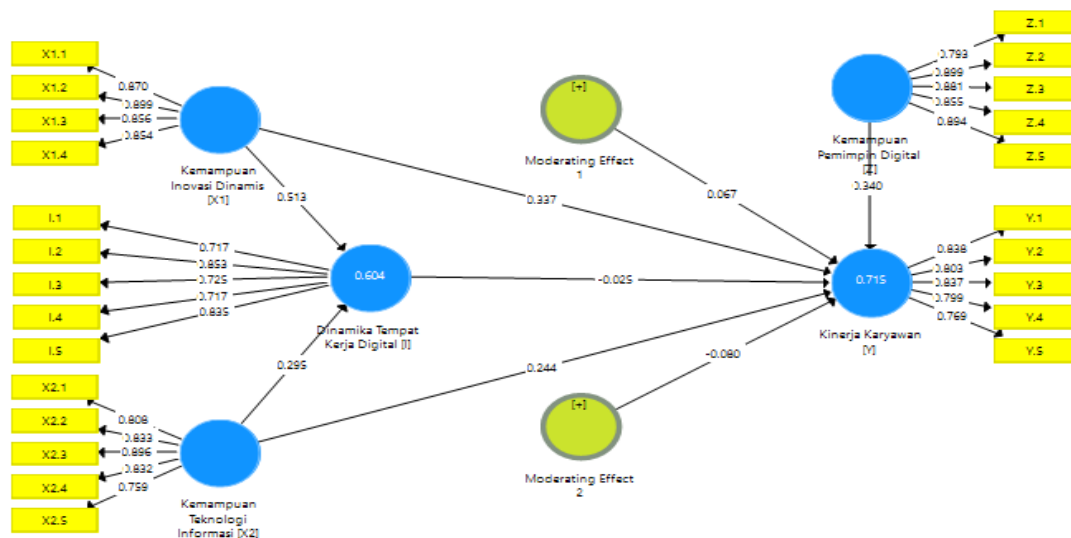 X1.1
X1.2
X1.3
X1.4
0.870
0.899
0.856
0.854
Kemampuan
Inovasi Dinamis
[X1]
0.513
0.337
[+]
Moderating Effect
1
0.067
Kemampuan
Pemimpin Digital
[Z]
0.340
0.793
0.899
0.881
0.855
0.894
Z.1
Z.2
Z.3
Z.4
Z.5
I.1
I.2
I.3
I.4
I.5
0.717
0.853
0.725
0.717
0.835
0.604
Dinamika Tempat
Kerja Digital [I]
-0.025
0.715
Kinerja Karyawan
[Y]
0.838
0.803
0.837
0.799
0.769
Y.1
Y.2
Y.3
Y.4
Y.5
0.295
0.244
-0.080
X2.1
X2.2
X2.3
X2.4
X2.5
0.808
0.833
0.896
0.832
0.759
Kemampuan
Teknologi
Informasi [X2]
[+]
Moderating Effect
2